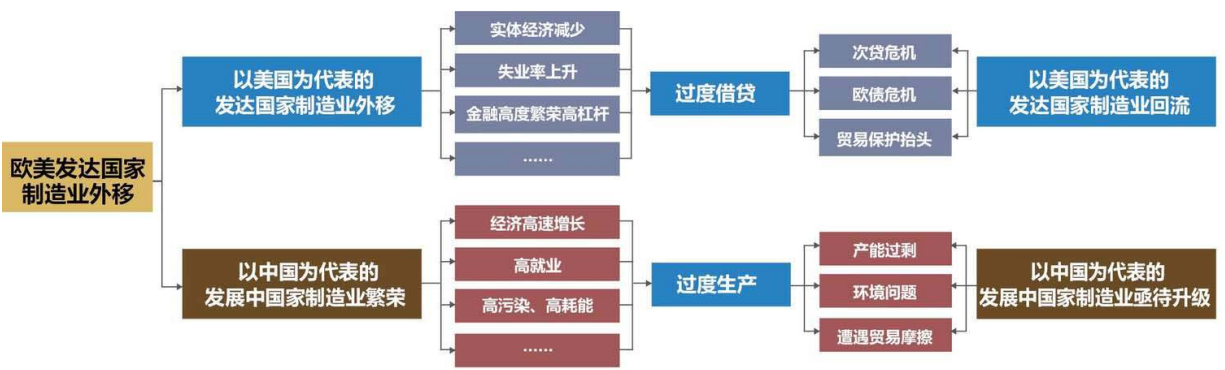 欧美发达国家
制造业外移
以美国为代表的
发达国家制造业外移
实体经济减少
失业率上升
金融高度繁荣高杠杆
……
过度借贷
次贷危机
欧债危机
贸易保护抬头
以美国为代表的
发达国家制造业回流
以中国为代表的
发展中国家制造业繁荣
经济高速增长
高就业
高污染、高耗能
……
过度生产
产能过剩
环境问题
遭遇贸易摩擦
以中国为代表的
发展中国家制造业亟待升级